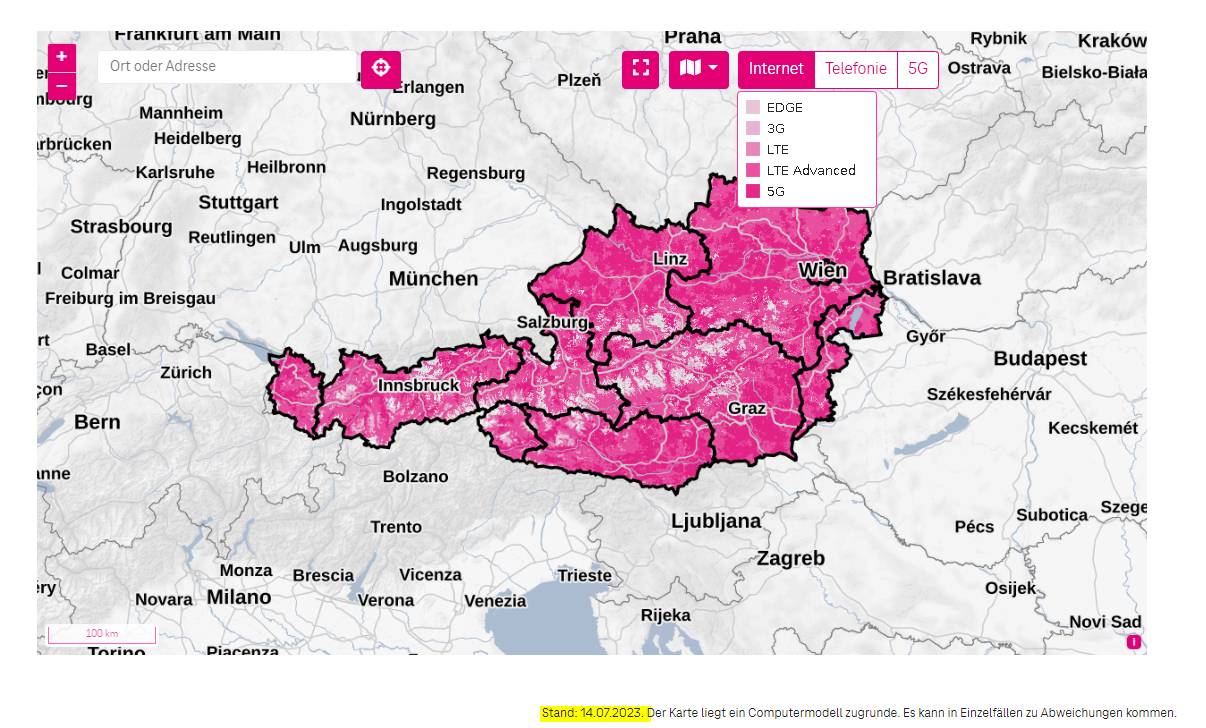 Frankfurt am Main
Praha
Rybnik
Kraków
+
Ort oder Adresse
Internet
Telefonie
5G
Ostrava
Bielsko-Biała
Plzeň
Erlangen
−
EDGE
3G
LTE
LTE Advanced
5G
Mannheim
Nürnberg
Heidelberg
Heilbronn
Karlsruhe
Regensburg
Stuttgart
Ingolstadt
Strasbourg
Reutlingen
Ulm
Augsburg
Linz
Wien
Colmar
München
Bratislava
Freiburg im Breisgau
Salzburg
Győr
Basel
Budapest
Zürich
Innsbruck
Székesfehérvár
Graz
Bern
Kecskemét
Bolzano
Ljubljana
Subotica
Szege
Trento
Pécs
Zagreb
Monza
Brescia
Vicenza
Trieste
Osijek
Novara
Milano
Verona
Venezia
Rijeka
Novi Sad
100 km
Torino
Piacenza
Stand: 14.07.2023. Der Karte liegt ein Computermodell zugrunde. Es kann in Einzelfällen zu Abweichungen kommen.